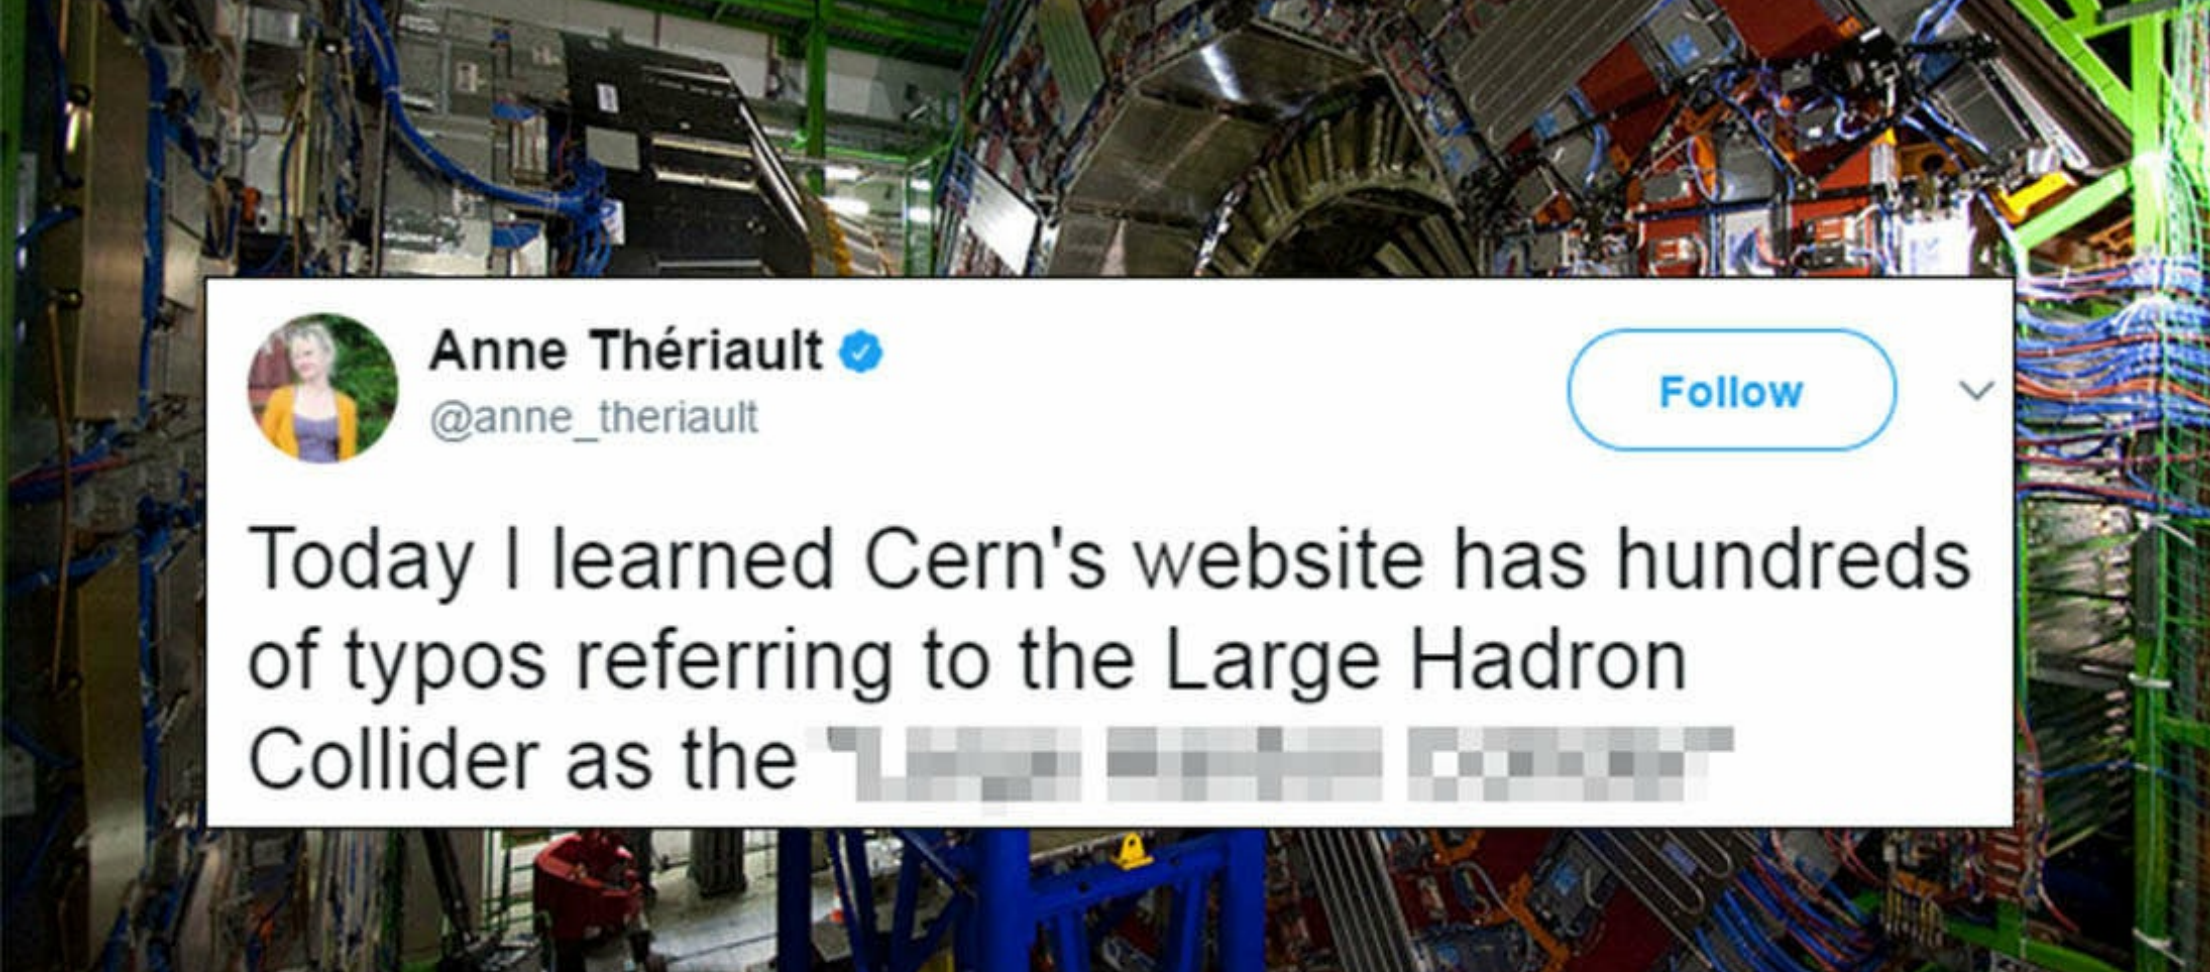 Anne Thériault
@anne_theriault
Follow
Today I learned Cern's website has hundreds
of typos referring to the Large Hadron
Collider as the